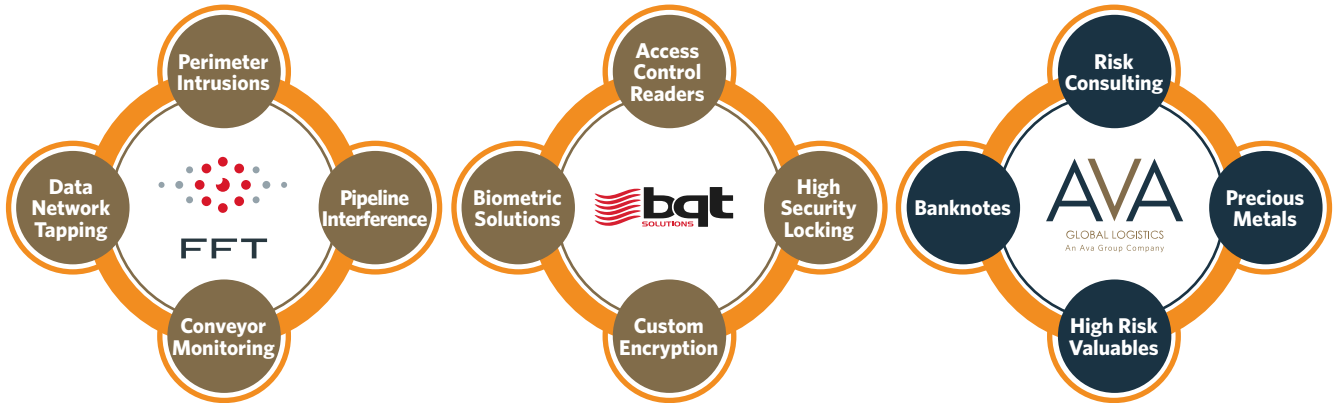 Perimeter
Intrusions
Data
Network
Tapping
FFT
Pipeline
Interference
Conveyor
Monitoring
Access
Control
Readers
Biometric
Solutions
bqt
SOLUTIONS
High
Security
Locking
Custom
Encryption
Risk
Consulting
Banknotes
AVA
GLOBAL LOGISTICS
An Ava Group Company
Precious
Metals
High Risk
Valuables